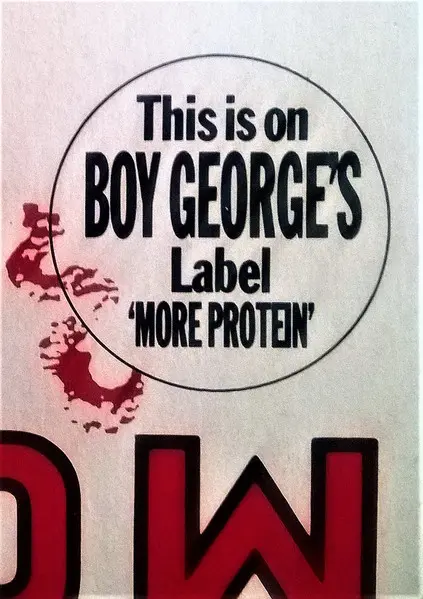 This is on
BOY GEORGE'S
Label
'MORE PROTEIN'